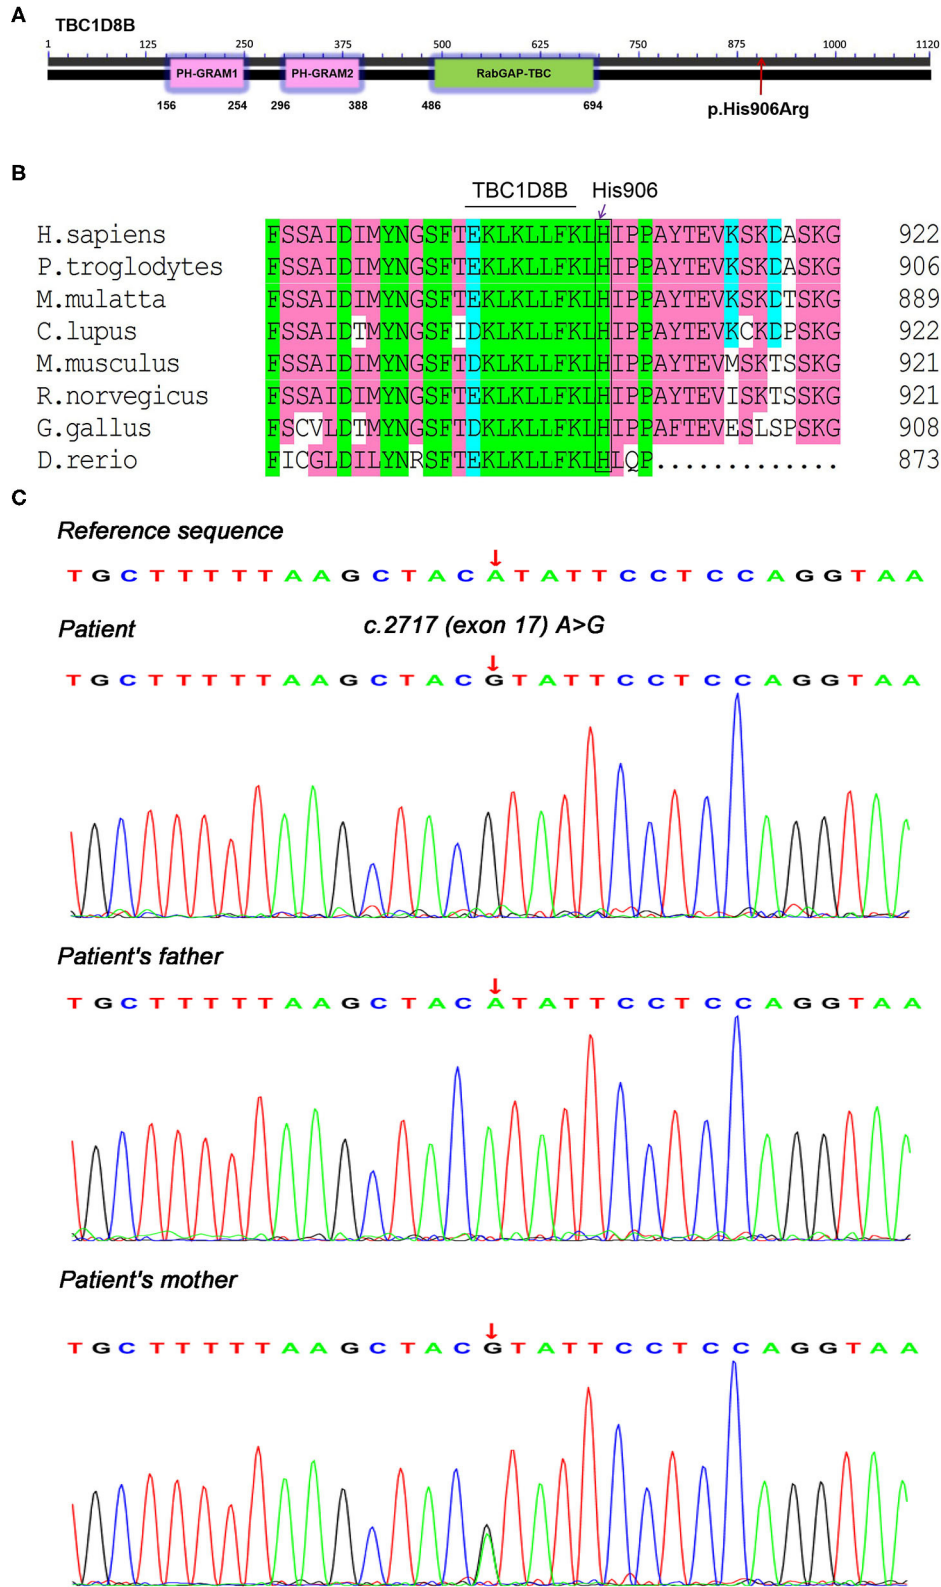 A
TBC1D8B
1 125 250 375 500 625 750 875 1000 1120
PH-GRAM1 PH-GRAM2 RabGAP-TBC
156 254 296 388 486 694
p.His906Arg
B
TBC1D8B His906
H.sapiens FSSAIDIMYNGSFTEKLKLLFKLHIPPAYTEVKSKDASKG 922
P.troglodytes FSSAIDIMYNGSFTEKLKLLFKLHIPPAYTEVKSKDASKG 906
M.mulatta FSSAIDIMYNGSFTEKLKLLFKLHIPPAYTEVKSKDTSKG 889
C.lupus FSSAIDTMYNGSFIDKLKLLFKLHIPPAYTEVKCKDPSKG 922
M.musculus FSSAIDIMYNGSFTDKLKLLFKLHIPPAYTEVMSKTSSKG 921
R.norvegicus FSSAIDIMYNGSFTEKLKLLFKLHIPPAYTEVISKTSSKG 921
G.gallus FSCVLDTMYNGSFTDKLKLLFKLHIPPAFTEVESLSPSKG 908
D.rerio FICGLDILYNRSFTEKLKLLFKLHLQP............. 873
C
Reference sequence
T G C T T T T T A A G C T A C A T A T T C C T C C A G G T A A
Patient c.2717 (exon 17) A>G
T G C T T T T T A A G C T A C G T A T T C C T C C A G G T A A
Patient's father
T G C T T T T T A A G C T A C A T A T T C C T C C A G G T A A
Patient's mother
T G C T T T T T A A G C T A C G T A T T C C T C C A G G T A A